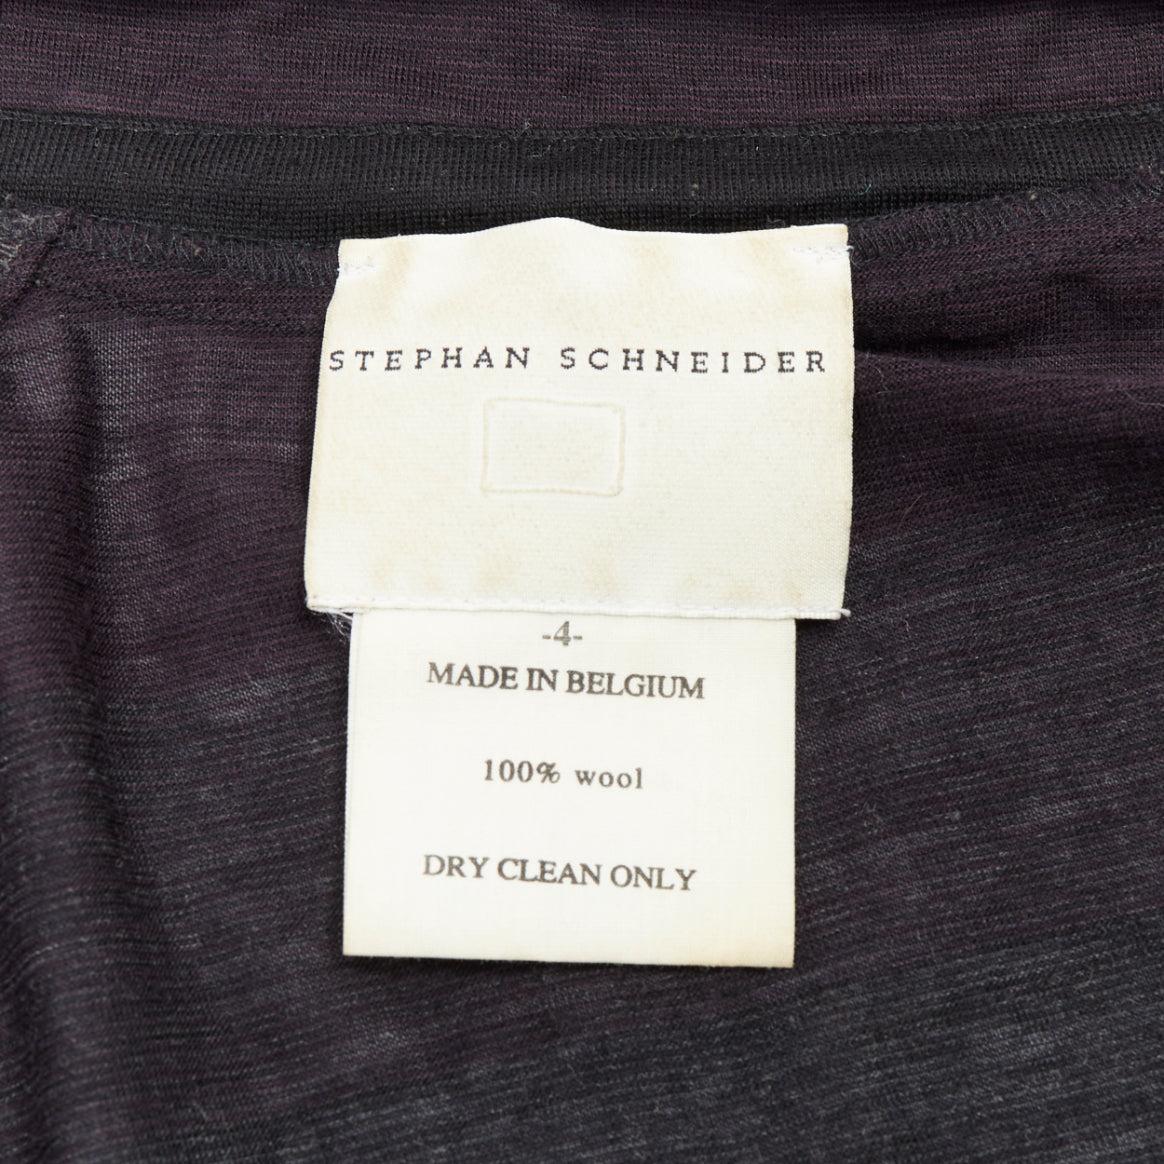 STEPHAN SCHNEIDER
-4-
MADE IN BELGIUM
100% wool
DRY CLEAN ONLY